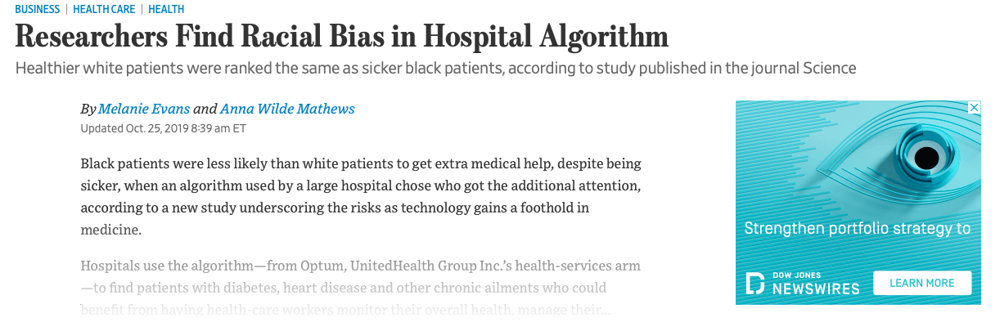 BUSINESS | HEALTH CARE | HEALTH
Researchers Find Racial Bias in Hospital Algorithm
Healthier white patients were ranked the same as sicker black patients, according to study published in the journal Science
By Melanie Evans and Anna Wilde Mathews
Updated Oct. 25, 2019 8:39 am ET
Black patients were less likely than white patients to get extra medical help, despite being
sicker, when an algorithm used by a large hospital chose who got the additional attention,
according to a new study underscoring the risks as technology gains a foothold in
medicine.
Hospitals use the algorithm—from Optum, UnitedHealth Group Inc.’s health-services arm
—to find patients with diabetes, heart disease and other chronic ailments who could
benefit from having health-care workers monitor their overall health, manage their...
Strengthen portfolio strategy to
DOW JONES
NEWSWIRES
LEARN MORE